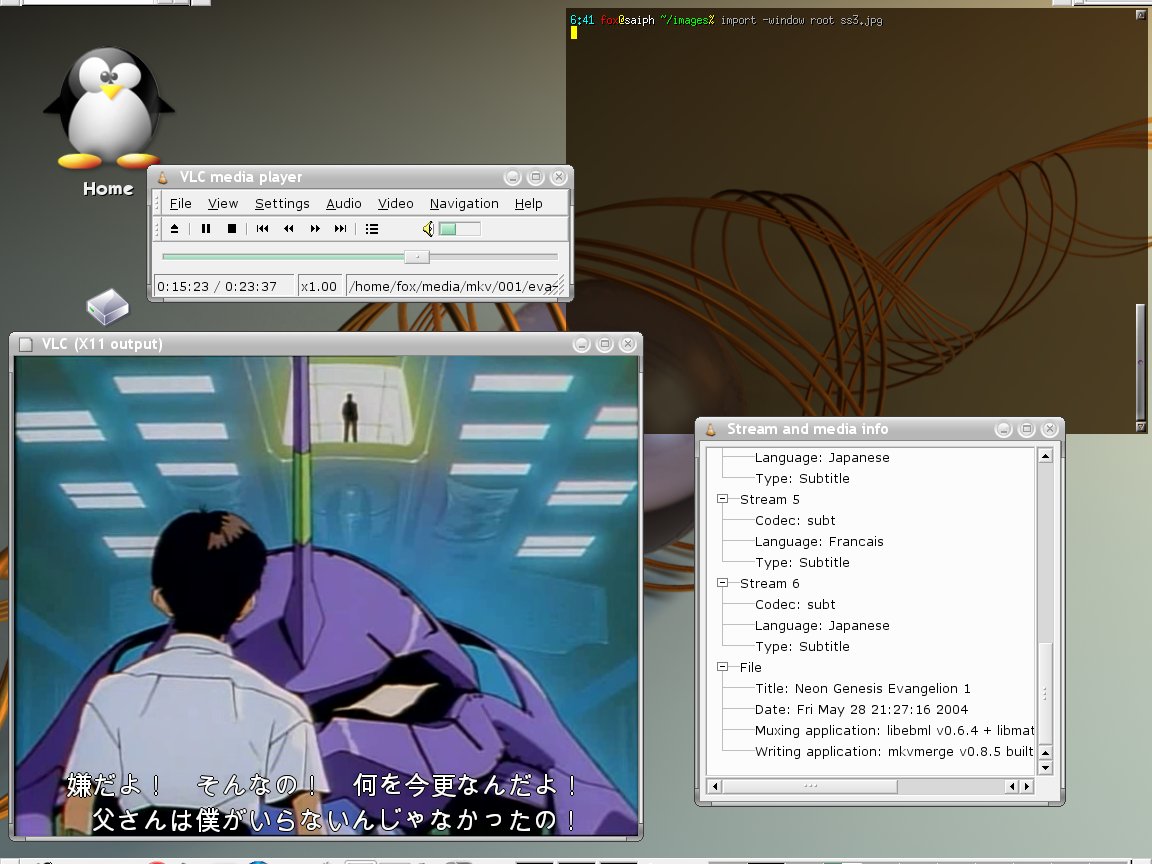 6:41 fox@saiph ~/images% import -window root ss3.jpg
Home
VLC media player
File View Settings Audio Video Navigation Help
0:15:23 / 0:23:37 x1.00 /home/fox/media/mkv/001/eva-
VLC (X11 output)
嫌だよ! そんなの! 何を今更なんだよ!
父さんは僕がいらないんじゃなかったの!
Stream and media info
Language: Japanese
Type: Subtitle
Stream 5
Codec: subt
Language: Francais
Type: Subtitle
Stream 6
Codec: subt
Language: Japanese
Type: Subtitle
File
Title: Neon Genesis Evangelion 1
Date: Fri May 28 21:27:16 2004
Muxing application: libebml v0.6.4 + libmat
Writing application: mkvmerge v0.8.5 built